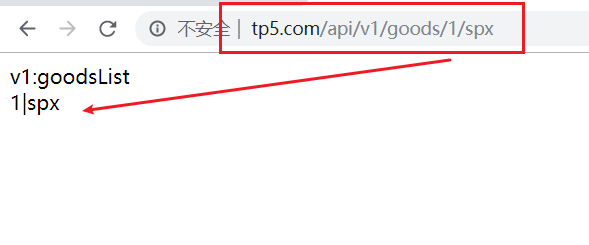 不安全 | tp5.com/api/v1/goods/1/spx
v1:goodsList
1|spx